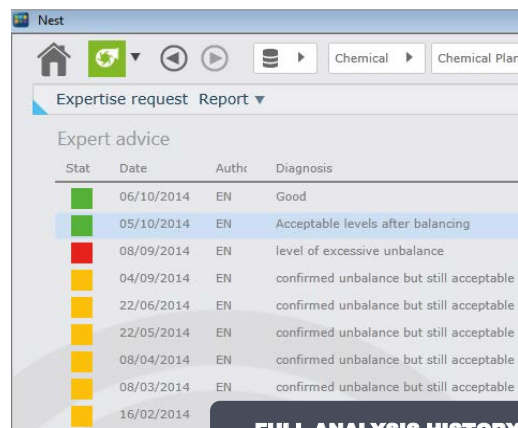 Nest
Chemical Chemical Plan
Expertise request Report
Expert advice
Stat Date Autho Diagnosis
06/10/2014 EN Good
05/10/2014 EN Acceptable levels after balancing
08/09/2014 EN level of excessive unbalance
04/09/2014 EN confirmed unbalance but still acceptable
22/06/2014 EN confirmed unbalance but still acceptable
22/05/2014 EN confirmed unbalance but still acceptable
08/04/2014 EN confirmed unbalance but still acceptable
08/03/2014 EN confirmed unbalance but still acceptable
16/02/2014
FULL ANALYSIS HISTORY